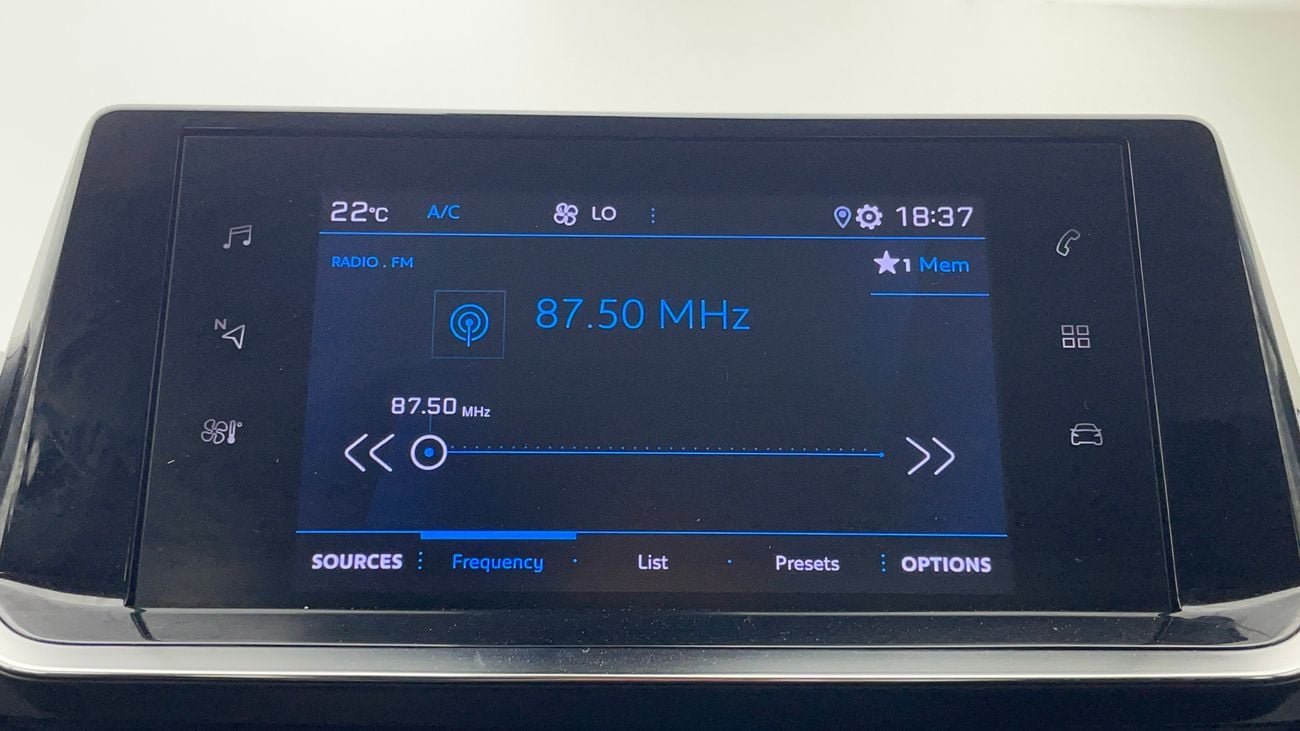 22°C A/C LO 18:37
RADIO . FM
1 Mem
87.50 MHz
N
87.50 MHz
SOURCES Frequency List Presets OPTIONS